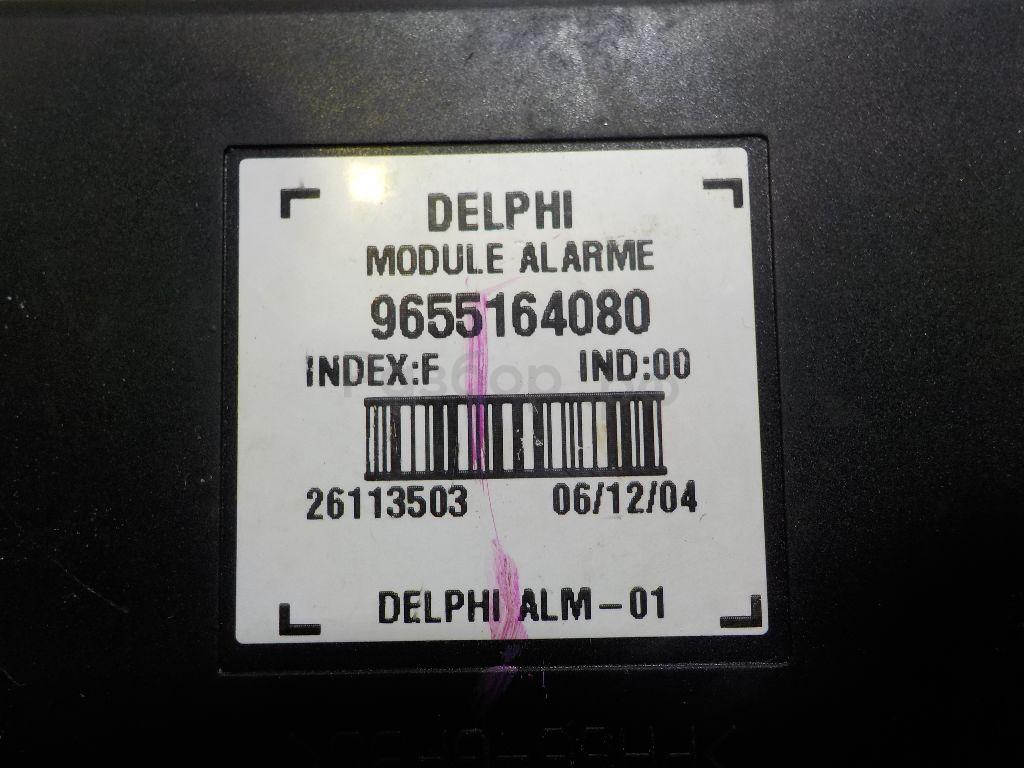 DELPHI
MODULE ALARME
9655164080
INDEX:F IND:00
26113503 06/12/04
DELPHI ALM-01